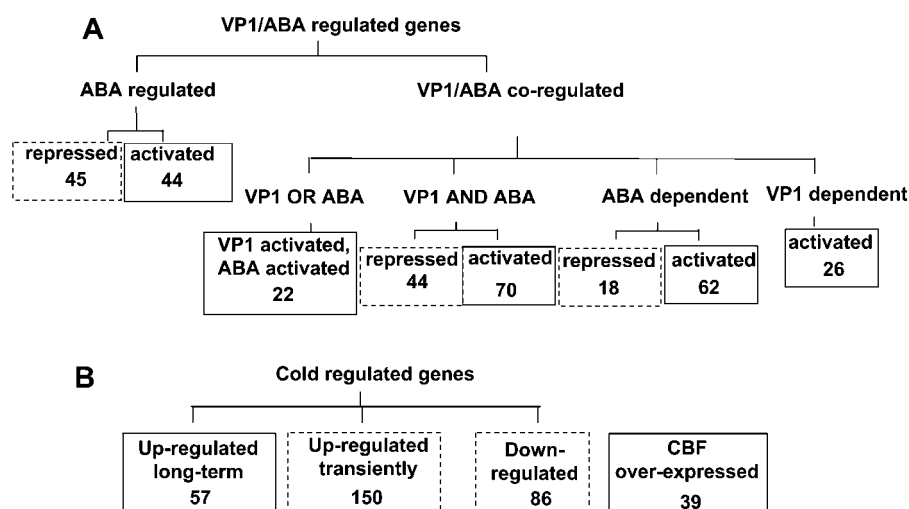 A
VP1/ABA regulated genes
ABA regulated
VP1/ABA co-regulated
repressed
45
activated
44
VP1 OR ABA
VP1 AND ABA
ABA dependent
VP1 dependent
VP1 activated,
ABA activated
22
repressed
44
activated
70
repressed
18
activated
62
activated
26
B
Cold regulated genes
Up-regulated
long-term
57
Up-regulated
transiently
150
Down-
regulated
86
CBF
over-expressed
39